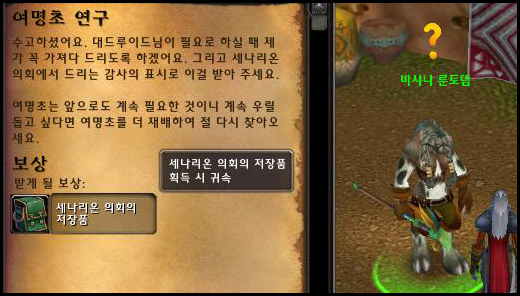 여명초 연구
수고하셨어요. 대드루이드님이 필요로 하실 때 제
가 꼭 가져다 드리도록 하겠어요. 그리고 세나리온
의회에서 드리는 감사의 표시로 이걸 받아 주세요.
여명초는 앞으로도 계속 필요한 것이니 계속 우릴
돕고 싶다면 여명초를 더 재배하여 절 다시 찾아오
세요.
보상
받게 될 보상:
세나리온 의회의
저장품
세나리온 의회의 저장품
획득 시 귀속
?
바샤나 룬토템